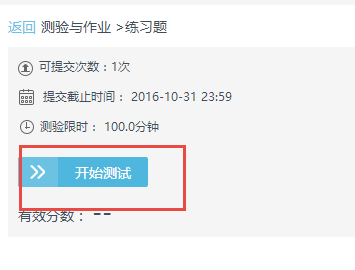 返回 测验与作业 >练习题
可提交次数：1次
提交截止时间： 2016-10-31 23:59
测验限时： 100.0分钟
开始测试
有效分数： --